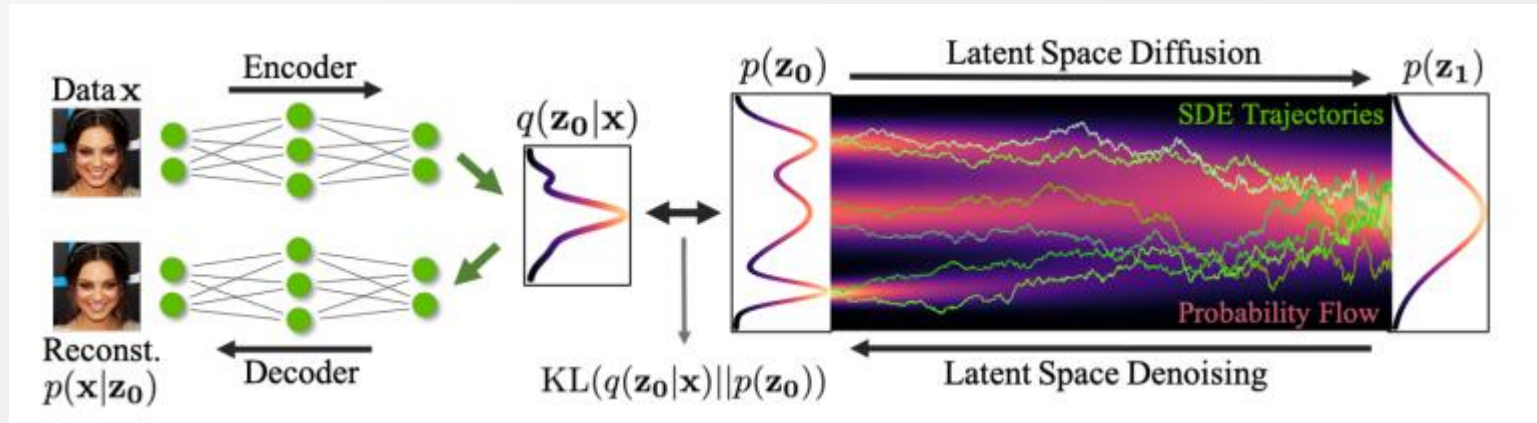 Data x
Encoder
q(z₀|x)
p(z₀)
Latent Space Diffusion
p(z₁)
SDE Trajectories
Probability Flow
Reconst.
p(x|z₀)
Decoder
KL(q(z₀|x)||p(z₀))
Latent Space Denoising